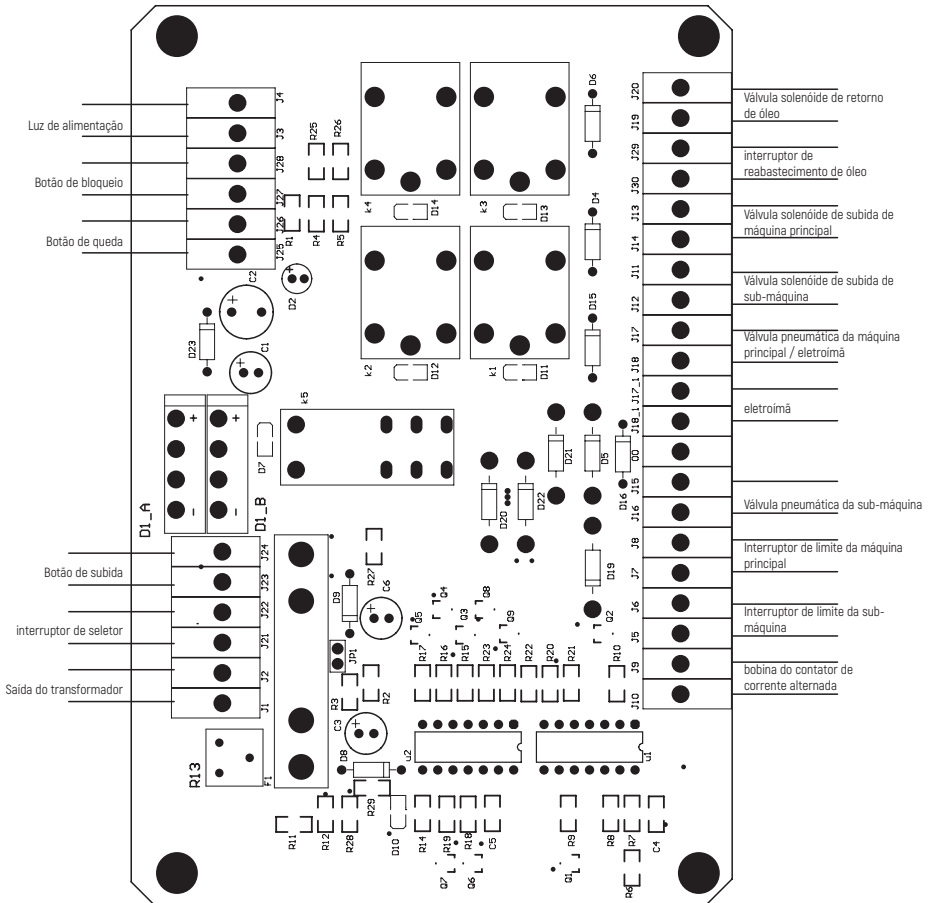 Luz de alimentação
Botão de bloqueio
Botão de queda
J4
J3
J28
J27
J26
J25
R25
R26
R1
R4
R5
C2
D2
D23
C1
k4
D14
k3
D13
k2
D12
k1
D11
D6
D4
D15
k5
D7
D1_A
D1_B
+
−
+
−
D20
D22
D21
D5
D16
D19
J20
J19
J29
J30
J13
J14
J11
J12
J17
J18
J17_1
J18_1
00
J15
J16
J8
J7
J6
J5
J9
J10
Válvula solenóide de retorno
de óleo
interruptor de
reabastecimento de óleo
Válvula solenóide de subida de
máquina principal
Válvula solenóide de subida de
sub-máquina
Válvula pneumática da máquina
principal / eletroímã
eletroímã
Válvula pneumática da sub-máquina
Interruptor de limite da máquina
principal
Interruptor de limite da sub-
máquina
bobina do contator de
corrente alternada
Botão de subida
interruptor de seletor
Saída do transformador
J24
J23
J22
J21
J2
J1
R27
D9
C6
JP1
R3
R2
C3
D8
R13
F1
Q5
Q4
Q3
Q8
Q9
Q2
R17
R16
R15
R23
R24
R22
R20
R21
R10
u2
u1
R29
R11
R12
R28
D10
R14
R19
R18
C5
R9
R8
R7
C4
Q7
Q6
Q1
R6